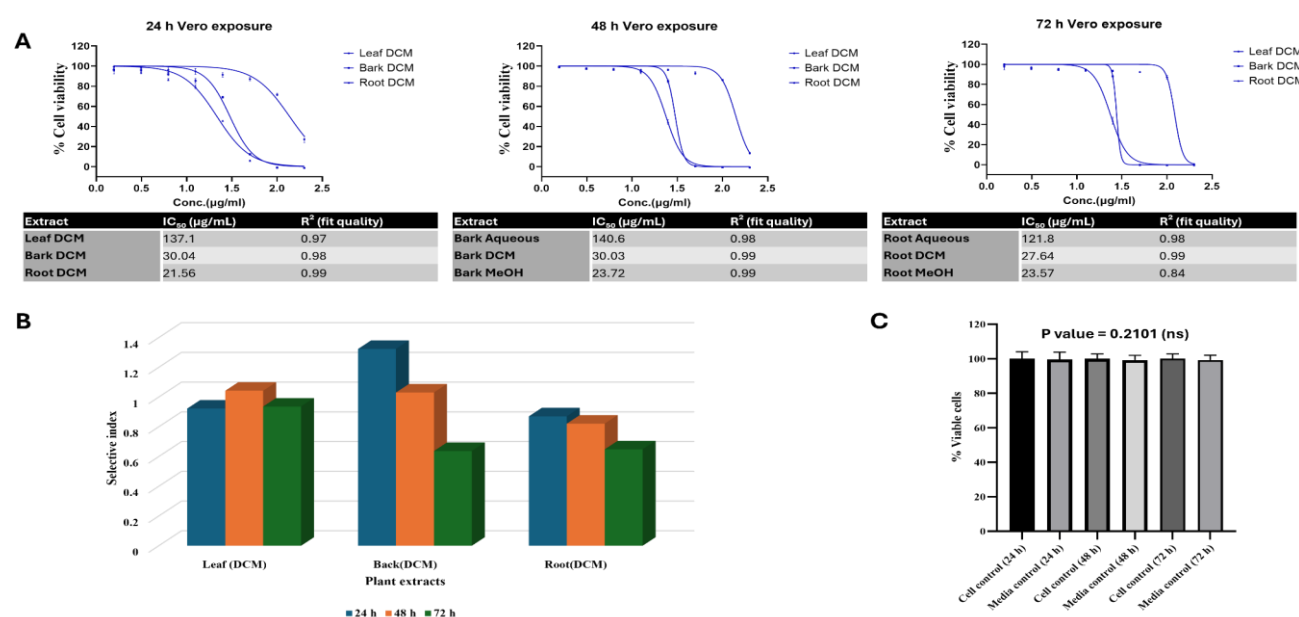 A
24 h Vero exposure
% Cell viability
120
100
80
60
40
20
0
0.0 0.5 1.0 1.5 2.0 2.5
Conc.(µg/ml)
Leaf DCM
Bark DCM
Root DCM
Extract IC₅₀ (µg/mL) R² (fit quality)
Leaf DCM 137.1 0.97
Bark DCM 30.04 0.98
Root DCM 21.56 0.99
48 h Vero exposure
% Cell viability
120
100
80
60
40
20
0
0.0 0.5 1.0 1.5 2.0 2.5
Conc.(µg/ml)
Leaf DCM
Bark DCM
Root DCM
Extract IC₅₀ (µg/mL) R² (fit quality)
Bark Aqueous 140.6 0.98
Bark DCM 30.03 0.99
Bark MeOH 23.72 0.99
72 h Vero exposure
% Cell viability
120
100
80
60
40
20
0
0.0 0.5 1.0 1.5 2.0 2.5
Conc.(µg/ml)
Leaf DCM
Bark DCM
Root DCM
Extract IC₅₀ (µg/mL) R² (fit quality)
Root Aqueous 121.8 0.98
Root DCM 27.64 0.99
Root MeOH 23.57 0.84
B
Selective index
1.4
1.2
1
0.8
0.6
0.4
0.2
0
Leaf (DCM) Back(DCM) Root(DCM)
Plant extracts
24 h 48 h 72 h
C
P value = 0.2101 (ns)
% Viable cells
120
100
80
60
40
20
0
Cell control (24 h)
Media control (24 h)
Cell control (48 h)
Media control (48 h)
Cell control (72 h)
Media control (72 h)